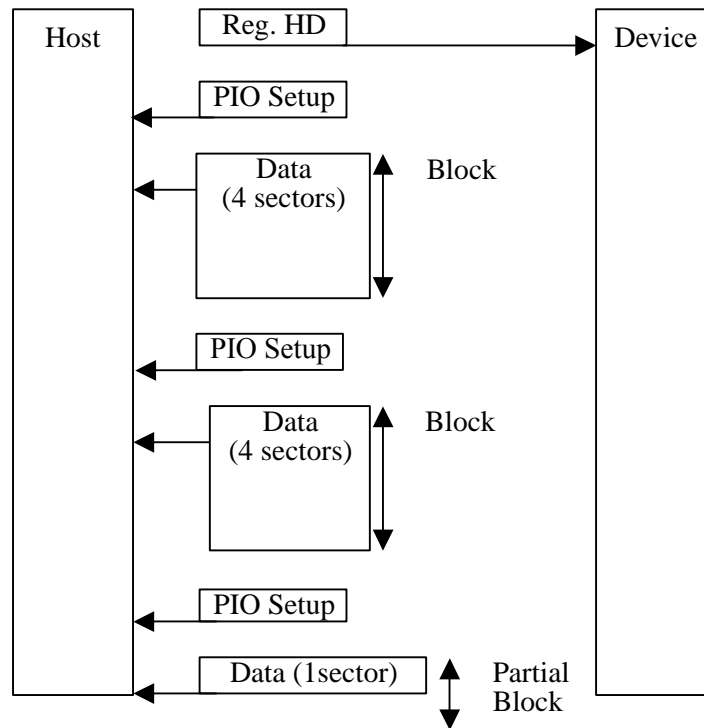 Host
Reg. HD
Device
PIO Setup
Data
(4 sectors)
Block
PIO Setup
Data
(4 sectors)
Block
PIO Setup
Data (1sector)
Partial
Block